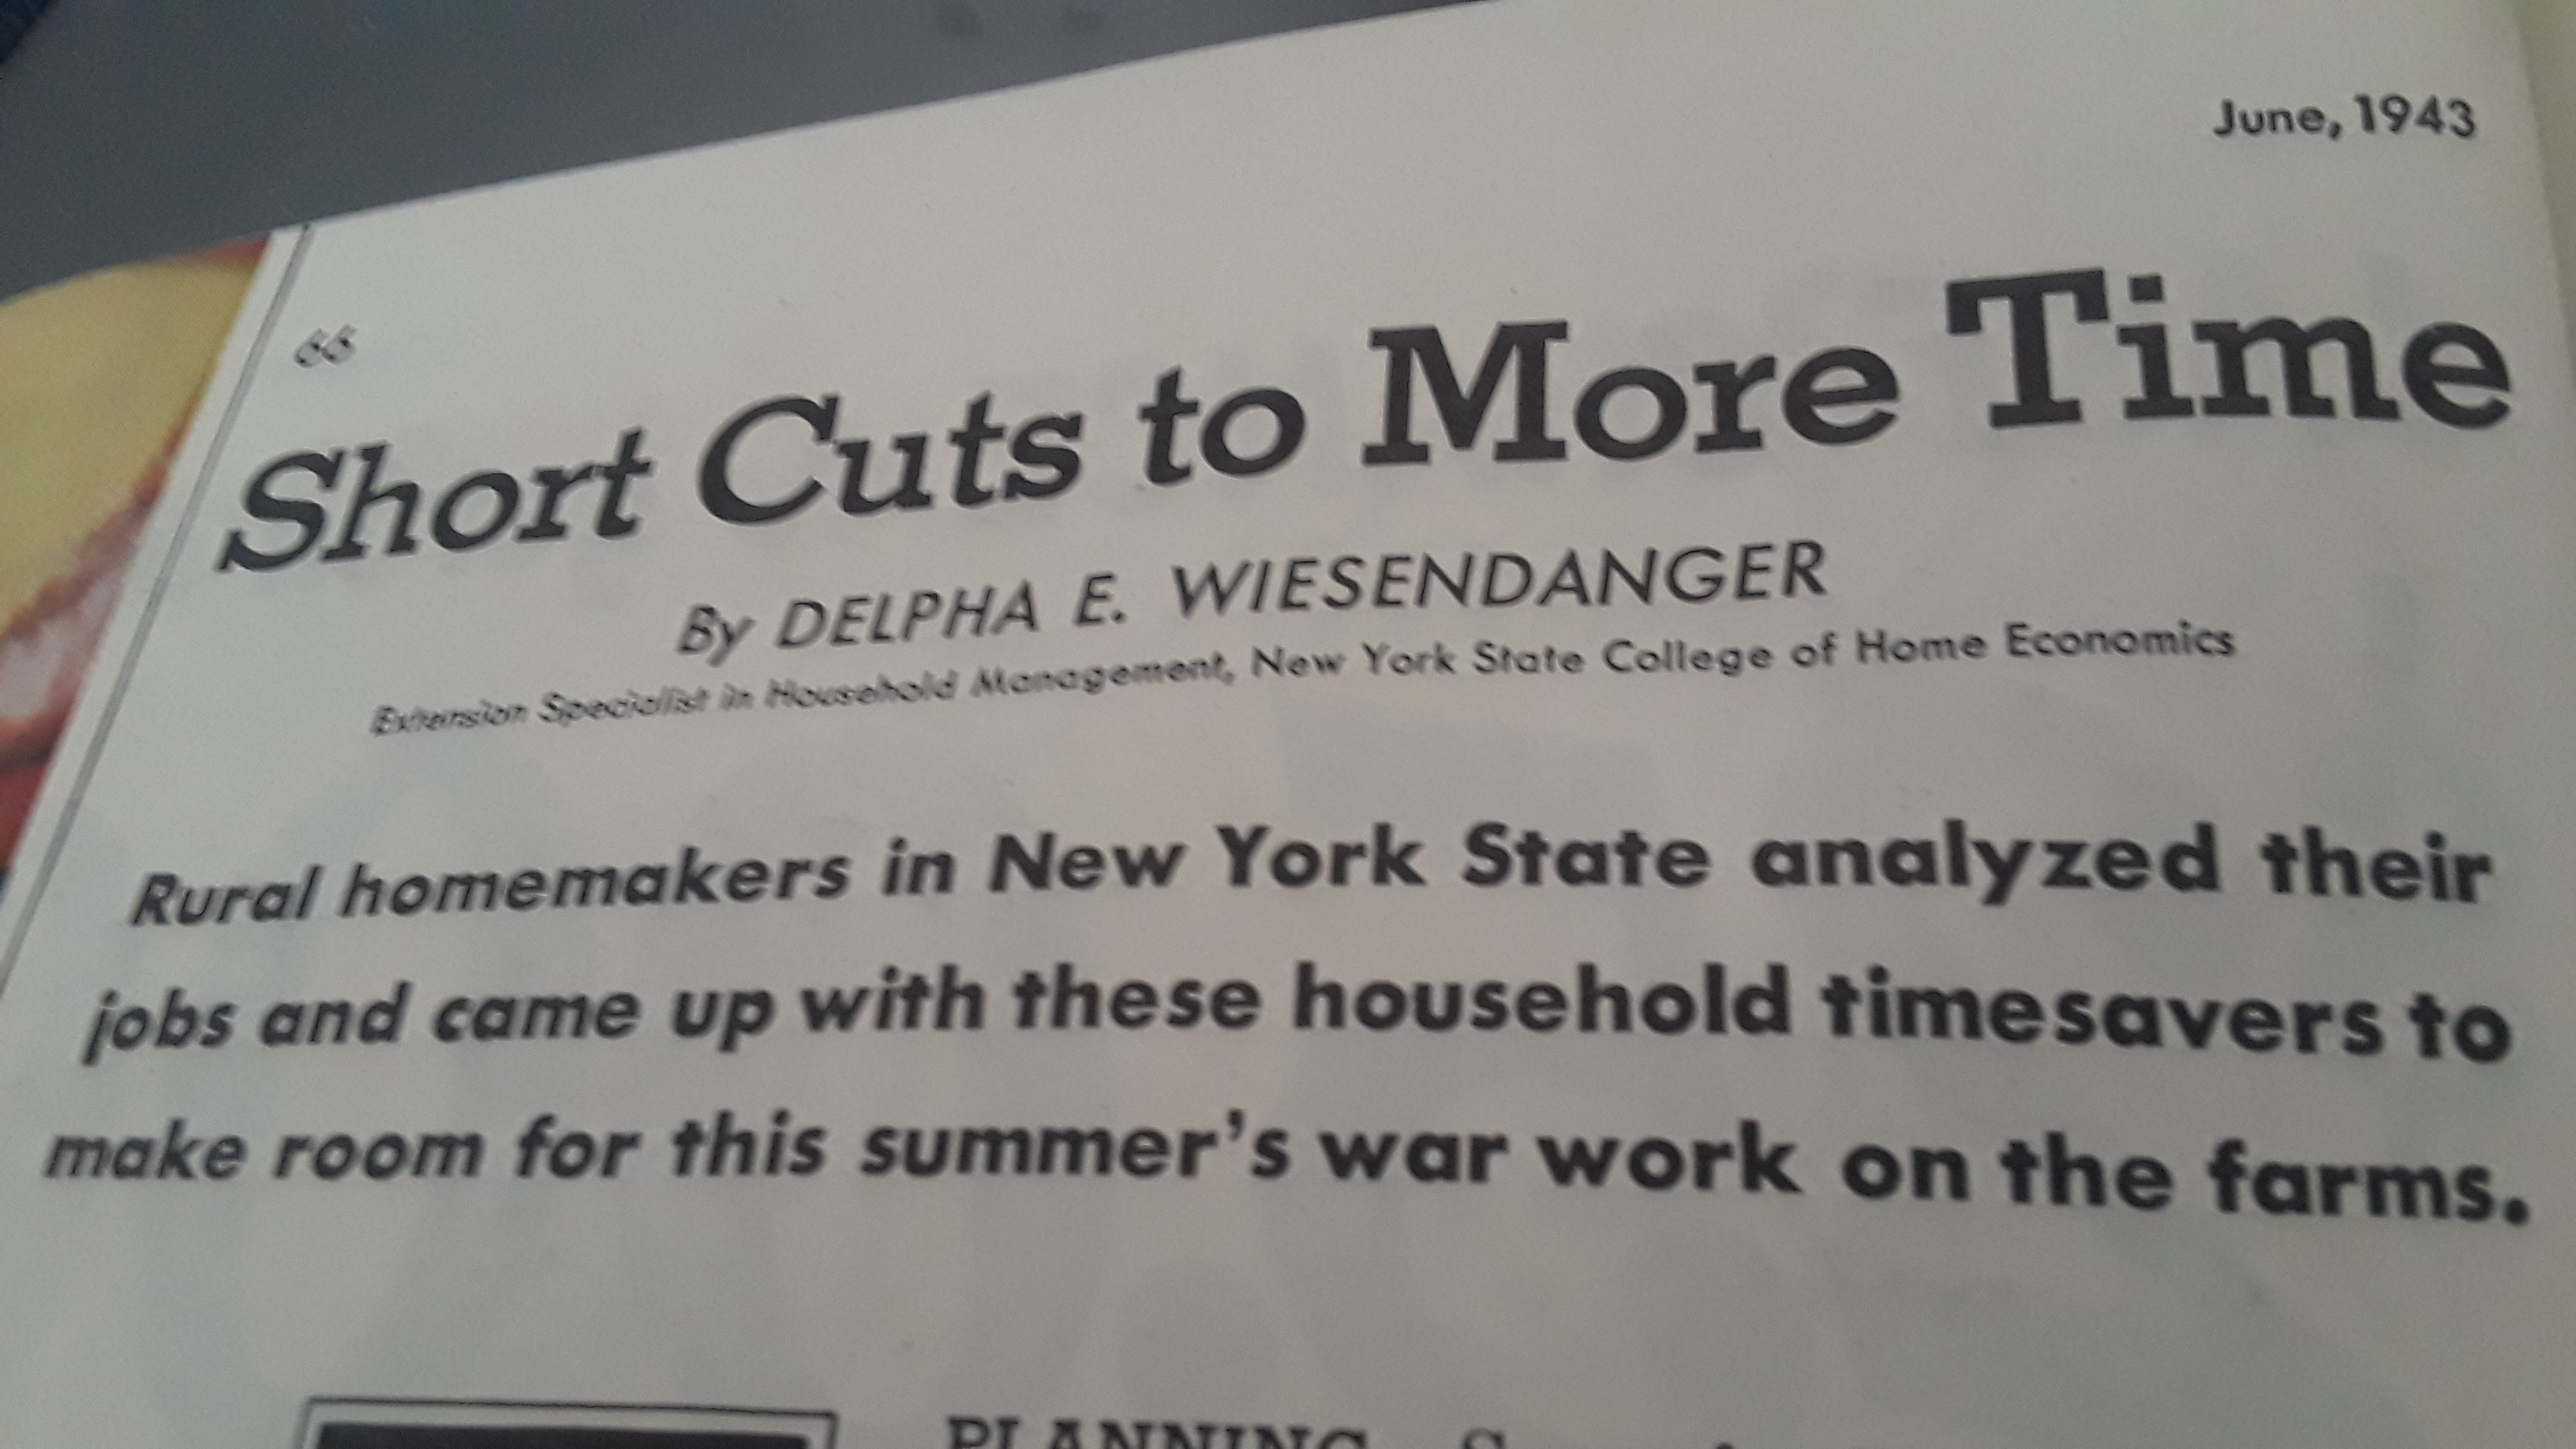 June, 1943
66
Short Cuts to More Time
By DELPHA E. WIESENDANGER
Extension Specialist in Household Management, New York State College of Home Economics
Rural homemakers in New York State analyzed their
jobs and came up with these household timesavers to
make room for this summer's war work on the farms.
PLANNING